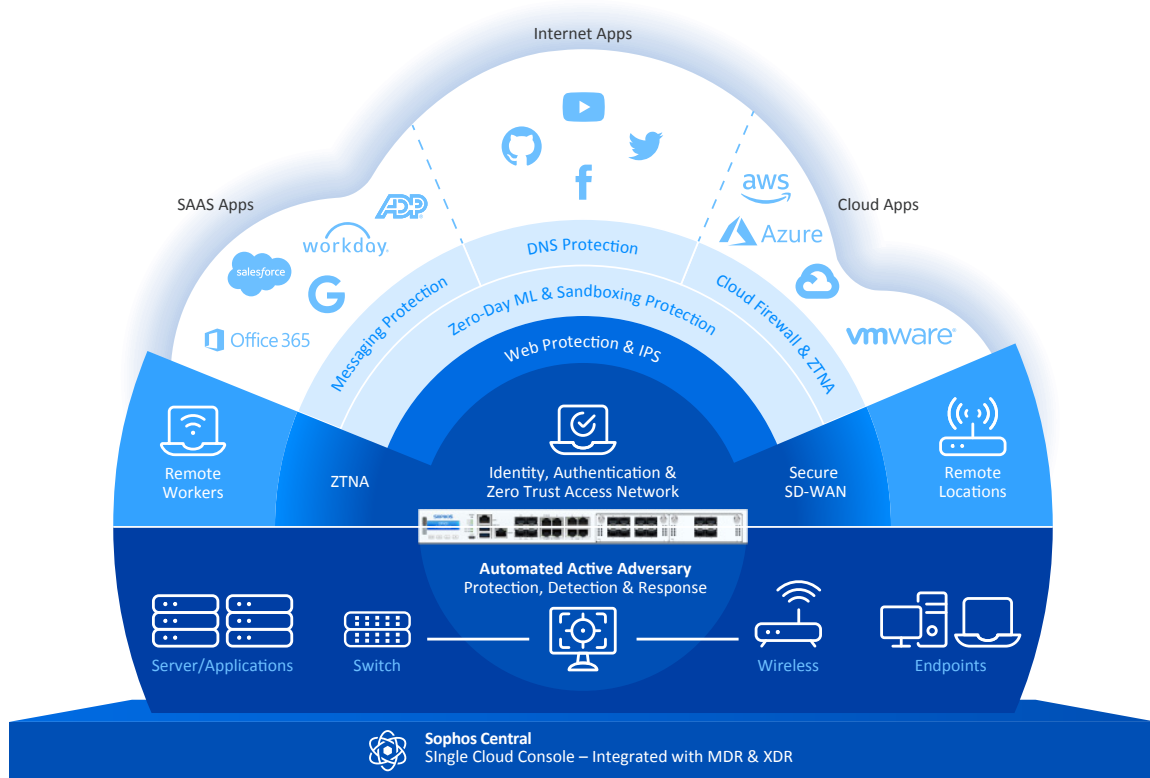 Internet Apps
SAAS Apps
Cloud Apps
ADP
workday.
salesforce
Office 365
aws
Azure
vmware®
DNS Protection
Messaging Protection
Zero-Day ML & Sandboxing Protection
Cloud Firewall & ZTNA
Web Protection & IPS
Remote
Workers
ZTNA
Identity, Authentication &
Zero Trust Access Network
Secure
SD-WAN
Remote
Locations
SOPHOS
Automated Active Adversary
Protection, Detection & Response
Server/Applications
Switch
Wireless
Endpoints
Sophos Central
SIngle Cloud Console – Integrated with MDR & XDR